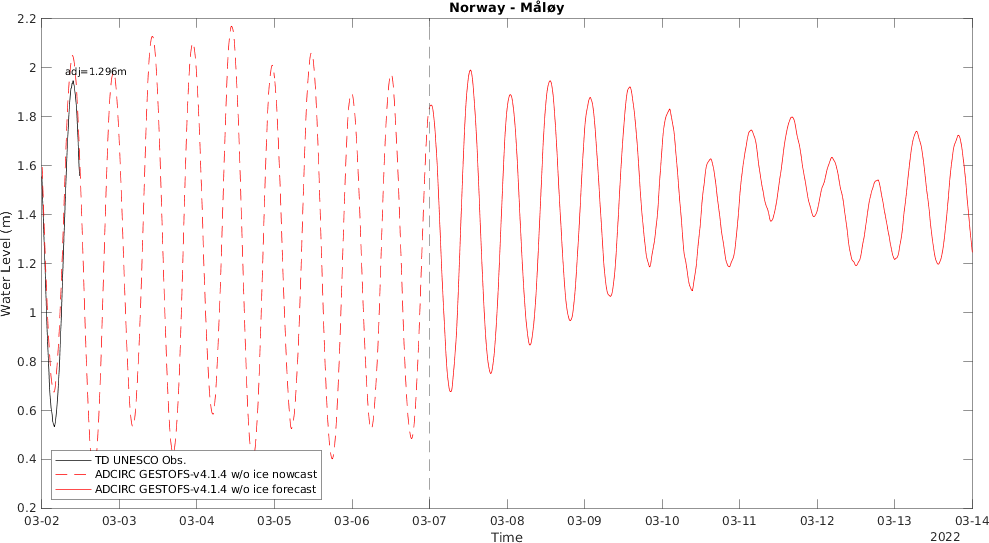 Norway - Måløy
2.2
2
1.8
1.6
1.4
1.2
1
0.8
0.6
0.4
0.2
Water Level (m)
adj=1.296m
TD UNESCO Obs.
ADCIRC GESTOFS-v4.1.4 w/o ice nowcast
ADCIRC GESTOFS-v4.1.4 w/o ice forecast
03-02 03-03 03-04 03-05 03-06 03-07 03-08 03-09 03-10 03-11 03-12 03-13 03-14
Time
2022